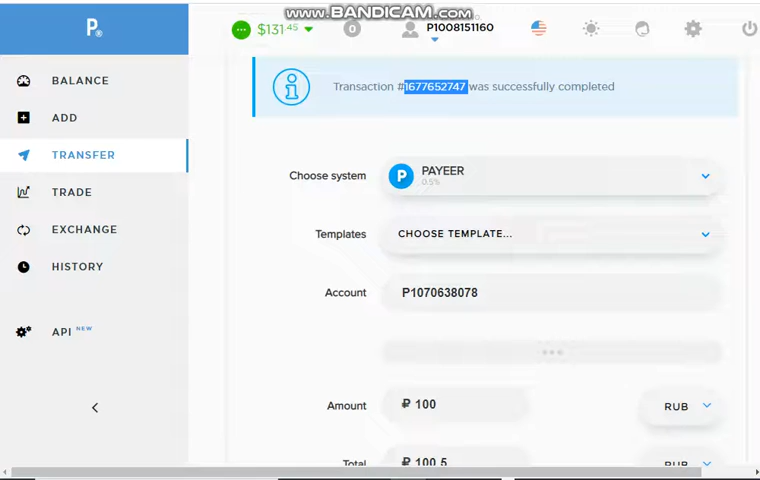 www.BANDICAM.com
P®
$131.45
0
P1008151160
BALANCE
ADD
TRANSFER
TRADE
EXCHANGE
HISTORY
API NEW
Transaction #1677652747 was successfully completed
Choose system
PAYEER
0.5%
Templates
CHOOSE TEMPLATE...
Account
P1070638078
Amount
₽ 100
RUB
Total
₽ 100.5
RUB